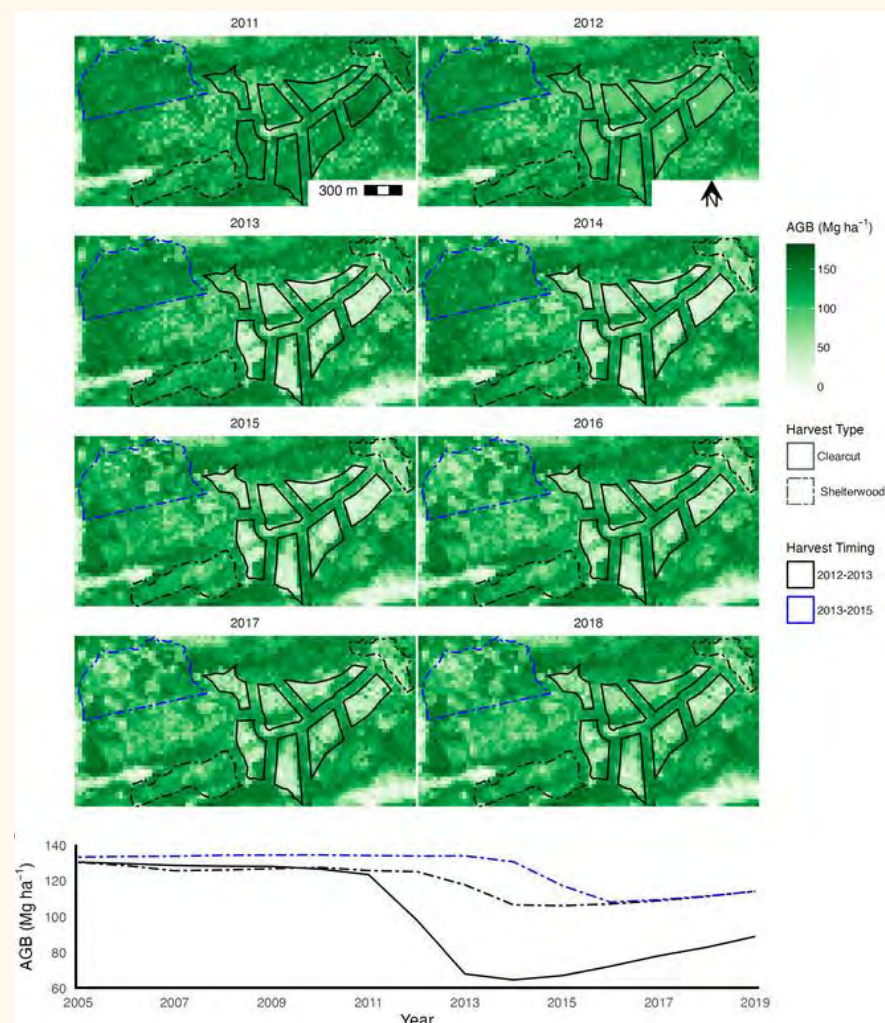 2011 2012
300 m
N
2013 2014
AGB (Mg ha⁻¹)
150
100
50
0
2015 2016
Harvest Type
Clearcut
Shelterwood
Harvest Timing
2012-2013
2013-2015
2017 2018
AGB (Mg ha⁻¹)
140
120
100
80
60
2005 2007 2009 2011 2013 2015 2017 2019
Year